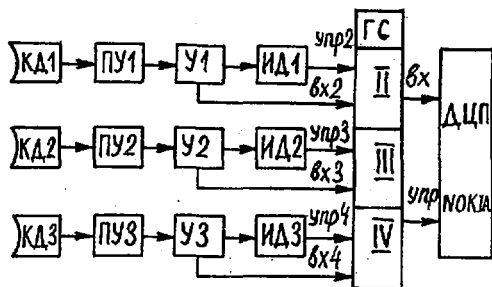 КД1 ПУ1 У1 ИД1 упр2 ГС
вх2 II вх ДЦП
КД2 ПУ2 У2 ИД2 упр3
вх3 III упр NOKIA
КД3 ПУ3 У3 ИД3 упр4
вх4 IV